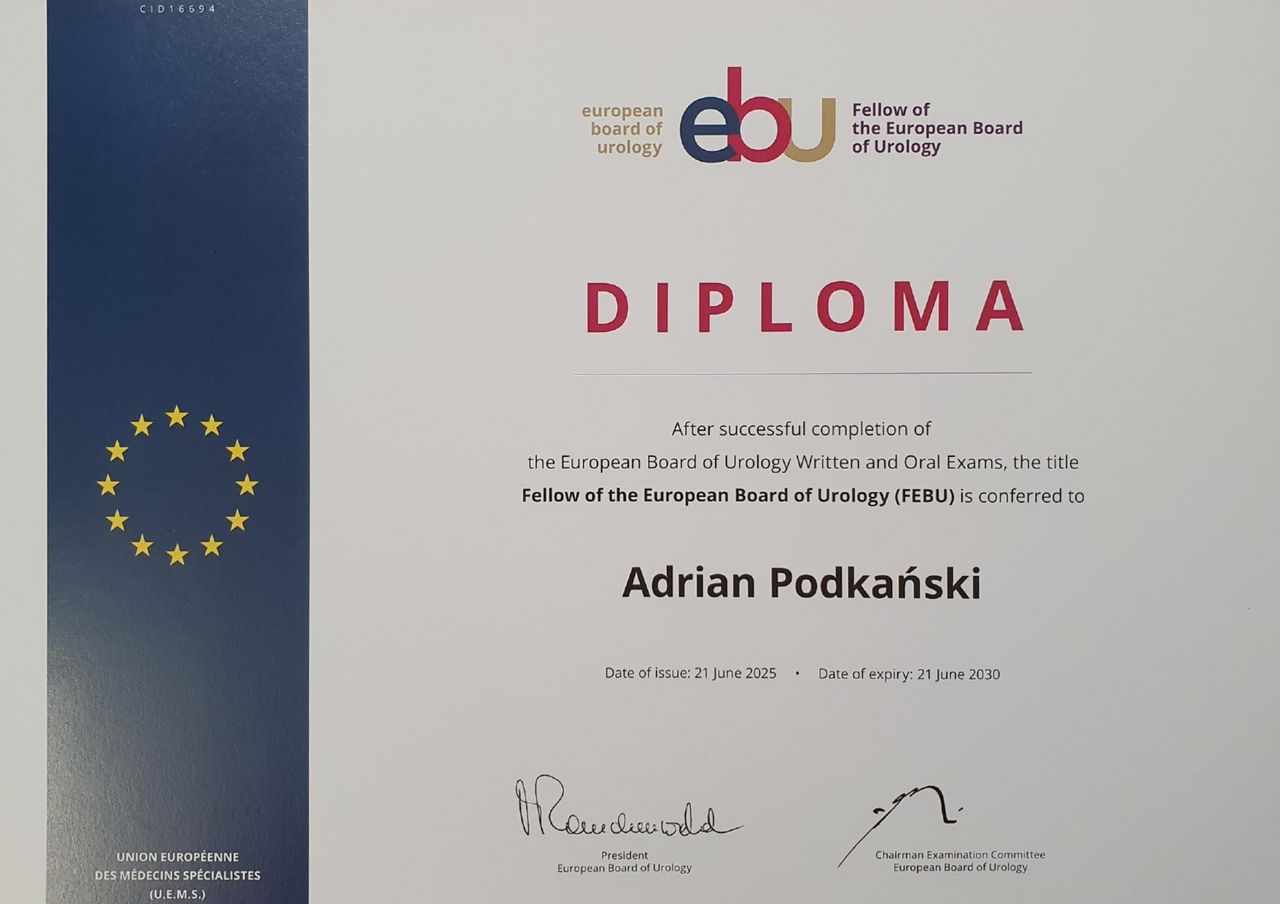 CID16694
european
board of
urology
ebu
Fellow of
the European Board
of Urology
DIPLOMA
After successful completion of
the European Board of Urology Written and Oral Exams, the title
Fellow of the European Board of Urology (FEBU) is conferred to
Adrian Podkański
Date of issue: 21 June 2025 • Date of expiry: 21 June 2030
President
European Board of Urology
Chairman Examination Committee
European Board of Urology
UNION EUROPÉENNE
DES MÉDECINS SPÉCIALISTES
(U.E.M.S.)